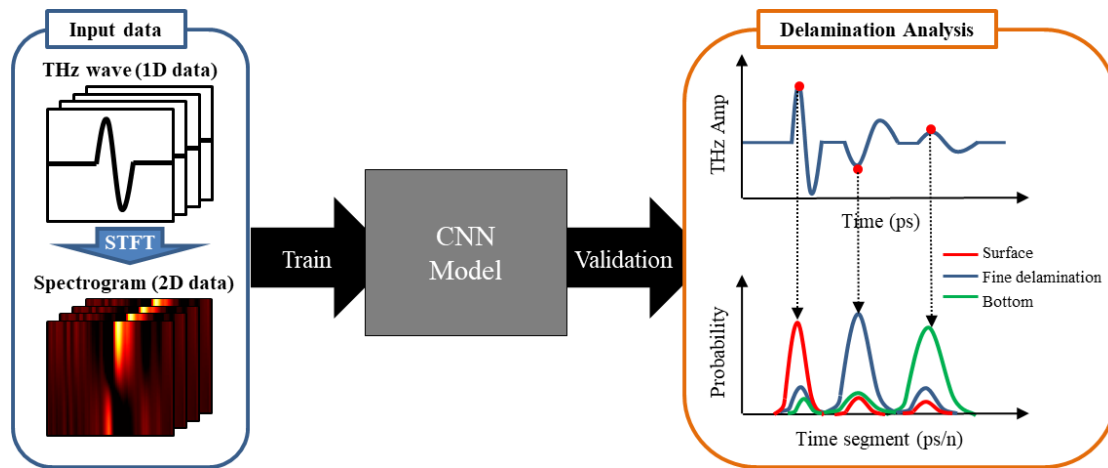 Input data
THz wave (1D data)
STFT
Spectrogram (2D data)
Train
CNN
Model
Validation
Delamination Analysis
THz Amp
Time (ps)
Surface
Fine delamination
Bottom
Probability
Time segment (ps/n)